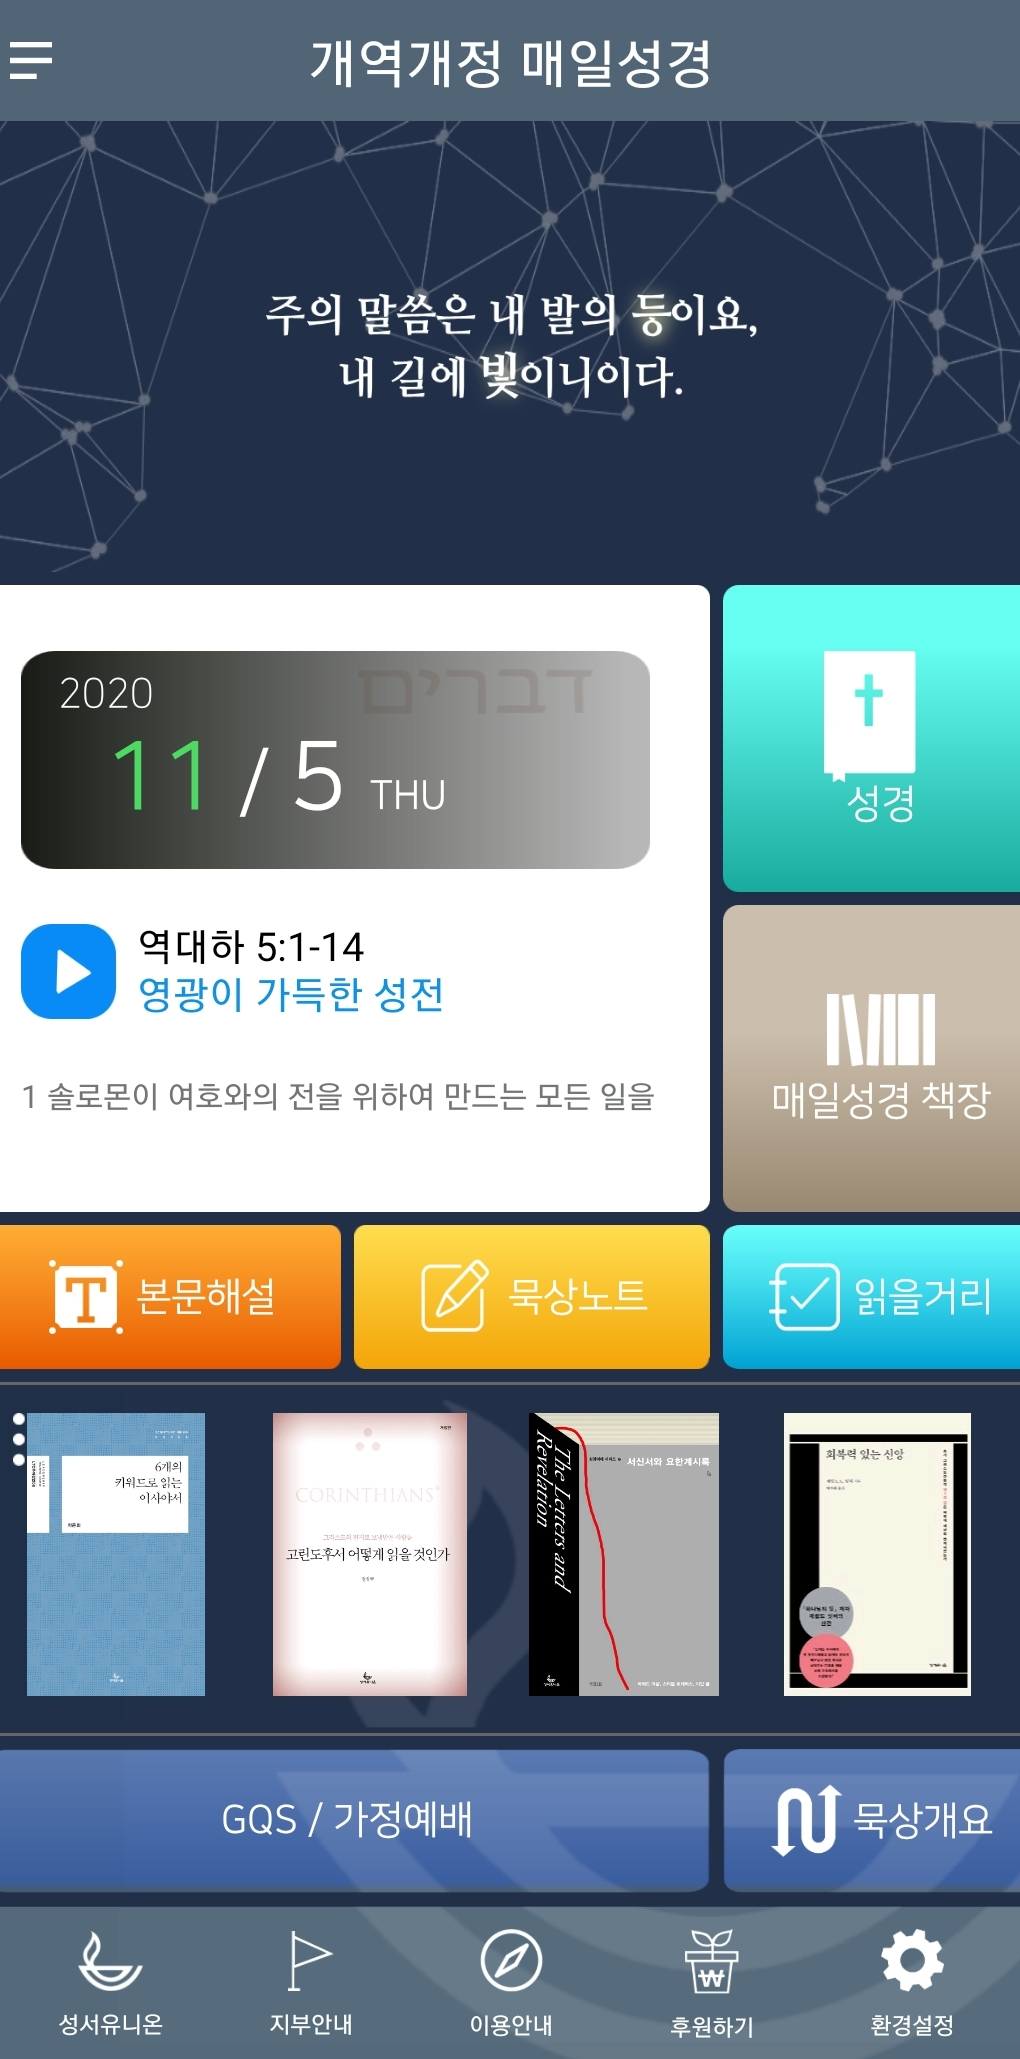 개역개정 매일성경
주의 말씀은 내 발의 등이요,
내 길에 빛이니이다.
2020
דברים
11 / 5 THU
성경
역대하 5:1-14
영광이 가득한 성전
1 솔로몬이 여호와의 전을 위하여 만드는 모든 일을
매일성경 책장
본문해설
묵상노트
읽을거리
6개의
키워드로 읽는
이사야서
CORINTHIANS
고린도후서 어떻게 읽을 것인가
The Letters and
Revelation
서신서와 요한계시록
회복력 있는 신앙
GQS / 가정예배
묵상개요
성서유니온
지부안내
이용안내
후원하기
환경설정